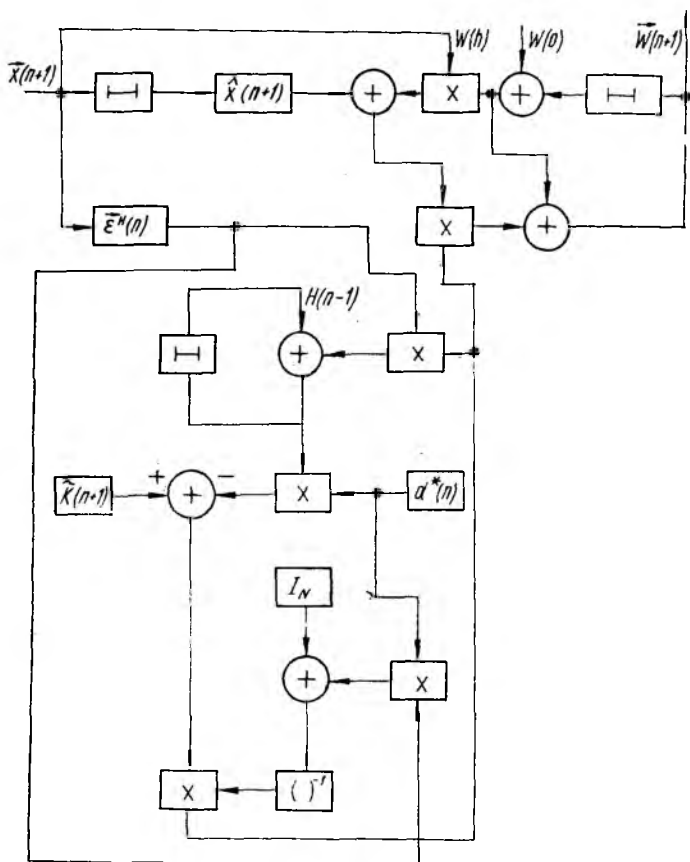 W(h) W(0) W⃗(n+1)
x⃗(n+1)
x̂(n+1) + X +
ε⃗ᴴ(n) X +
H(n-1)
+ X
+ −
K̂(n+1) + X α*(n)
I_N
+ X
X ( )⁻¹